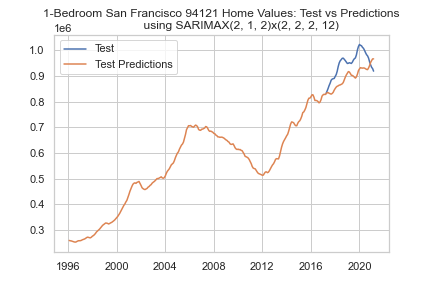 1-Bedroom San Francisco 94121 Home Values: Test vs Predictions
using SARIMAX(2, 1, 2)x(2, 2, 2, 12)
1e6
Test
Test Predictions
1.0
0.9
0.8
0.7
0.6
0.5
0.4
0.3
1996 2000 2004 2008 2012 2016 2020